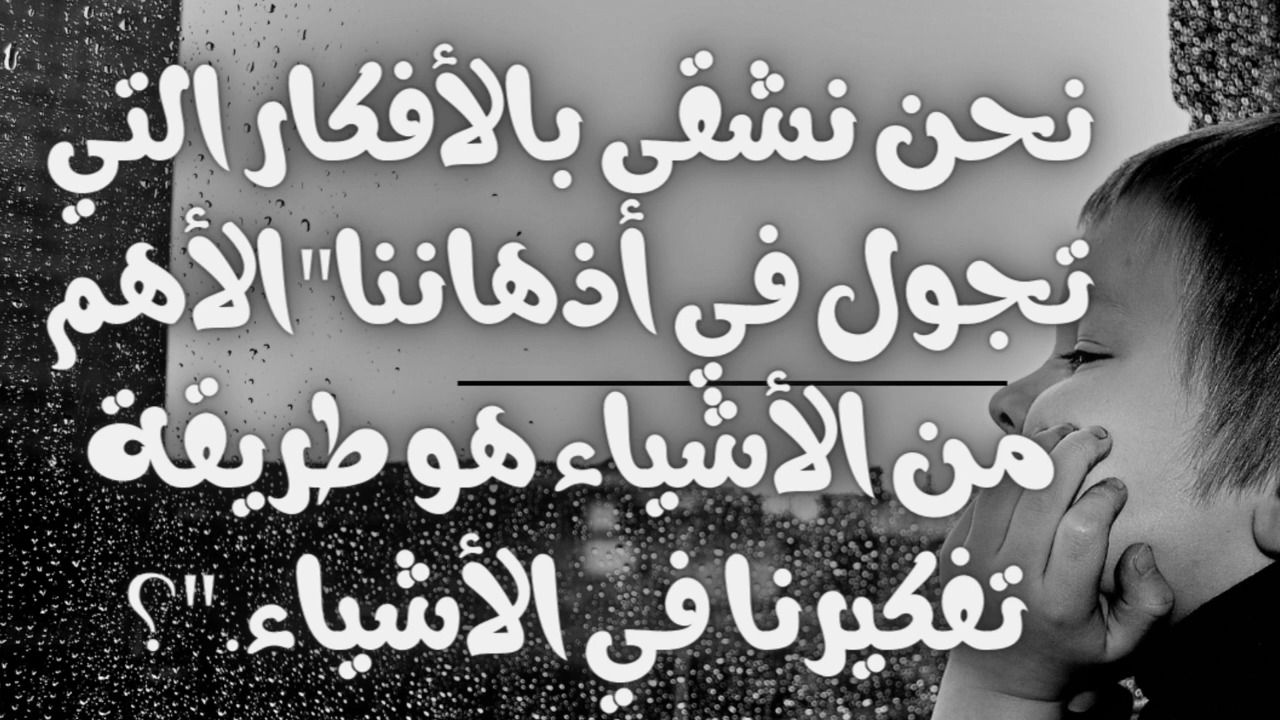 نحن نشقى بالأفكار التي
تجول في أذهاننا" الأهم
من الأشياء هو طريقة
تفكيرنا في الأشياء. "؟